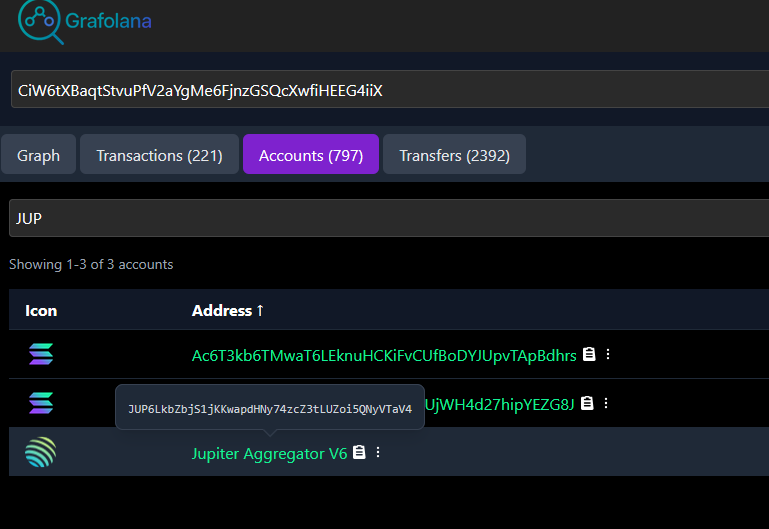 Grafolana
CiW6tXBaqtStvuPfV2aYgMe6FjnzGSQcXwfiHEEG4iiX
Graph
Transactions (221)
Accounts (797)
Transfers (2392)
JUP
Showing 1-3 of 3 accounts
Icon
Address ↑
Ac6T3kb6TMwaT6LEknuHCKiFvCUfBoDYJUpvTApBdhrs
JUP6LkbZbjS1jKKwapdHNy74zcZ3tLUZoi5QNyVTaV4
UjWH4d27hipYEZG8J
Jupiter Aggregator V6